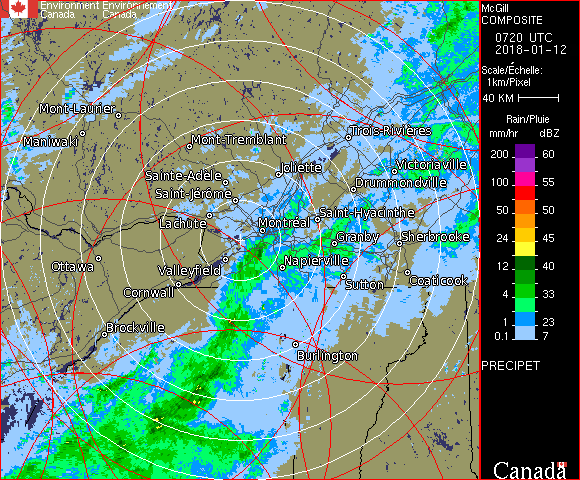 Environment Environnement
Canada Canada
McGill
COMPOSITE
0720 UTC
2018-01-12
Scale/Échelle:
1km/Pixel
40 KM
Rain/Pluie
mm/hr dBZ
200 60
100 55
50 50
24 45
12 40
4 33
1 23
0.1 7
PRECIPET
Canada
Mont-Laurier
Maniwaki
Mont-Tremblant
Trois-Rivières
Joliette
Victoriaville
Sainte-Adèle
Drummondville
Saint-Jérôme
Saint-Hyacinthe
Lachute
Montréal
Granby
Sherbrooke
Ottawa
Valleyfield
Napierville
Cornwall
Sutton
Coaticook
Brockville
Burlington